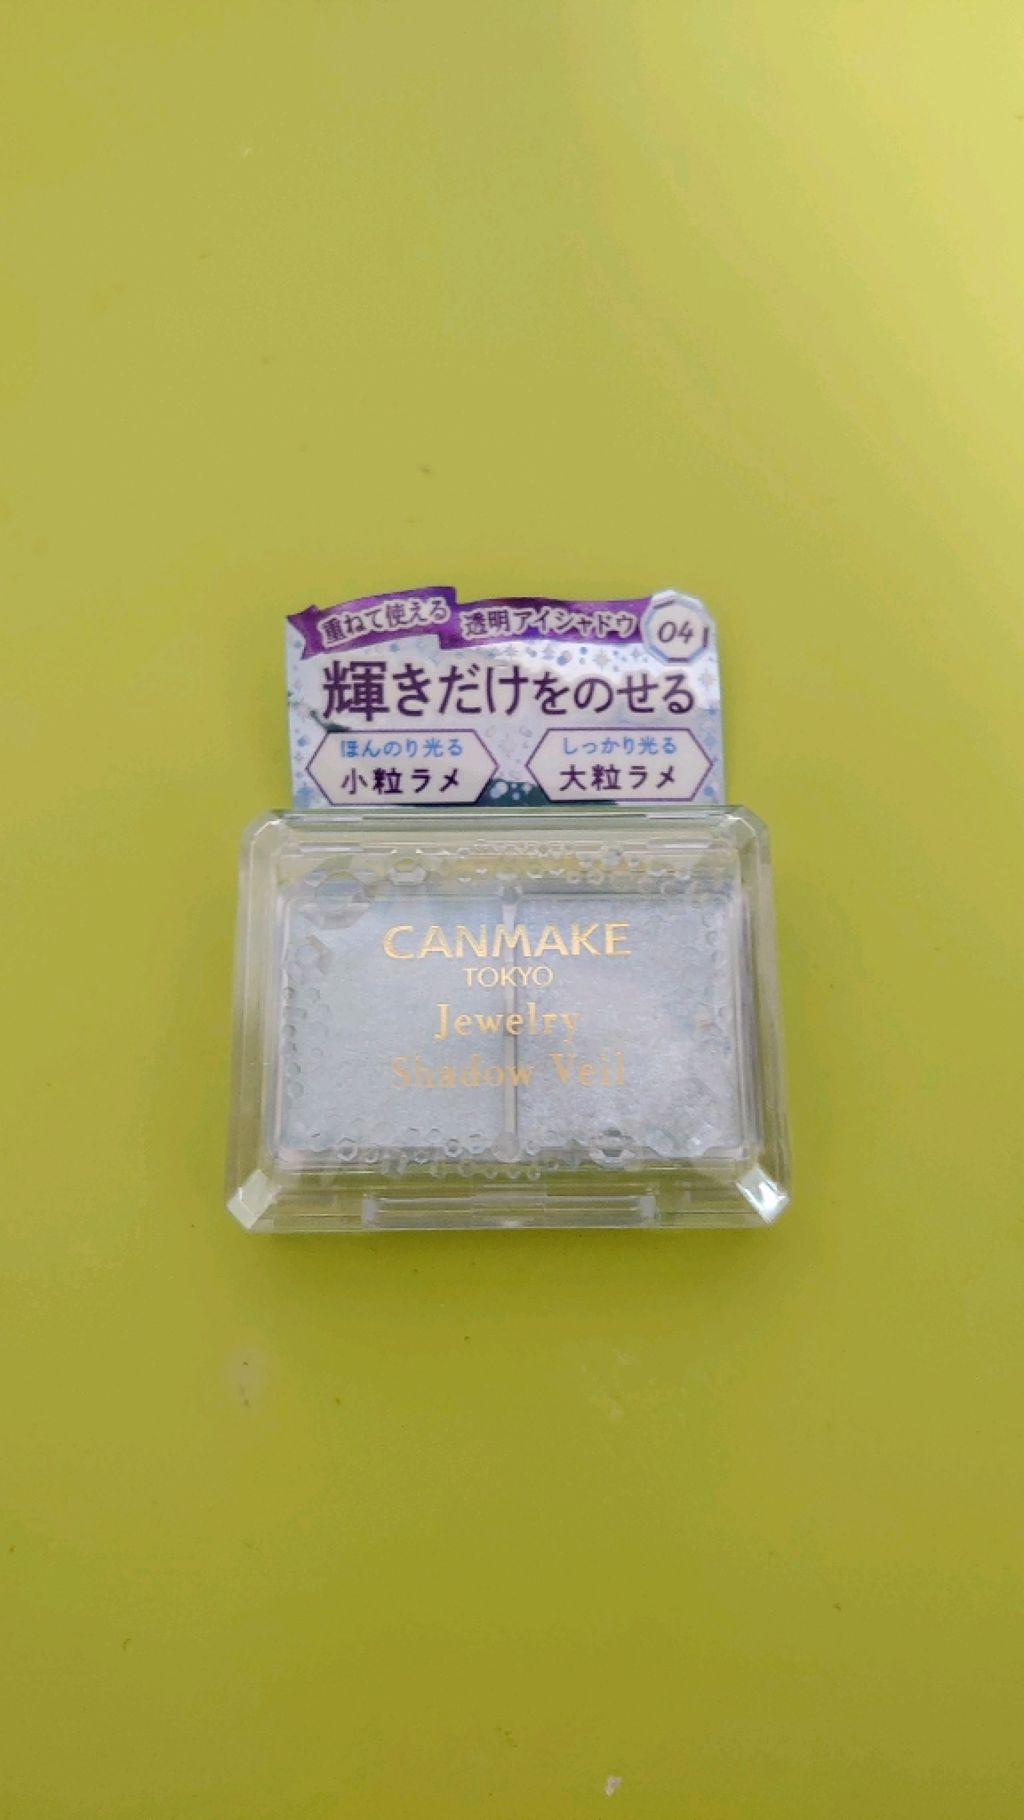 重ねて使える 透明アイシャドウ 04
輝きだけをのせる
ほんのり光る しっかり光る
小粒ラメ 大粒ラメ
CANMAKE
TOKYO
Jewelry
Shadow Veil